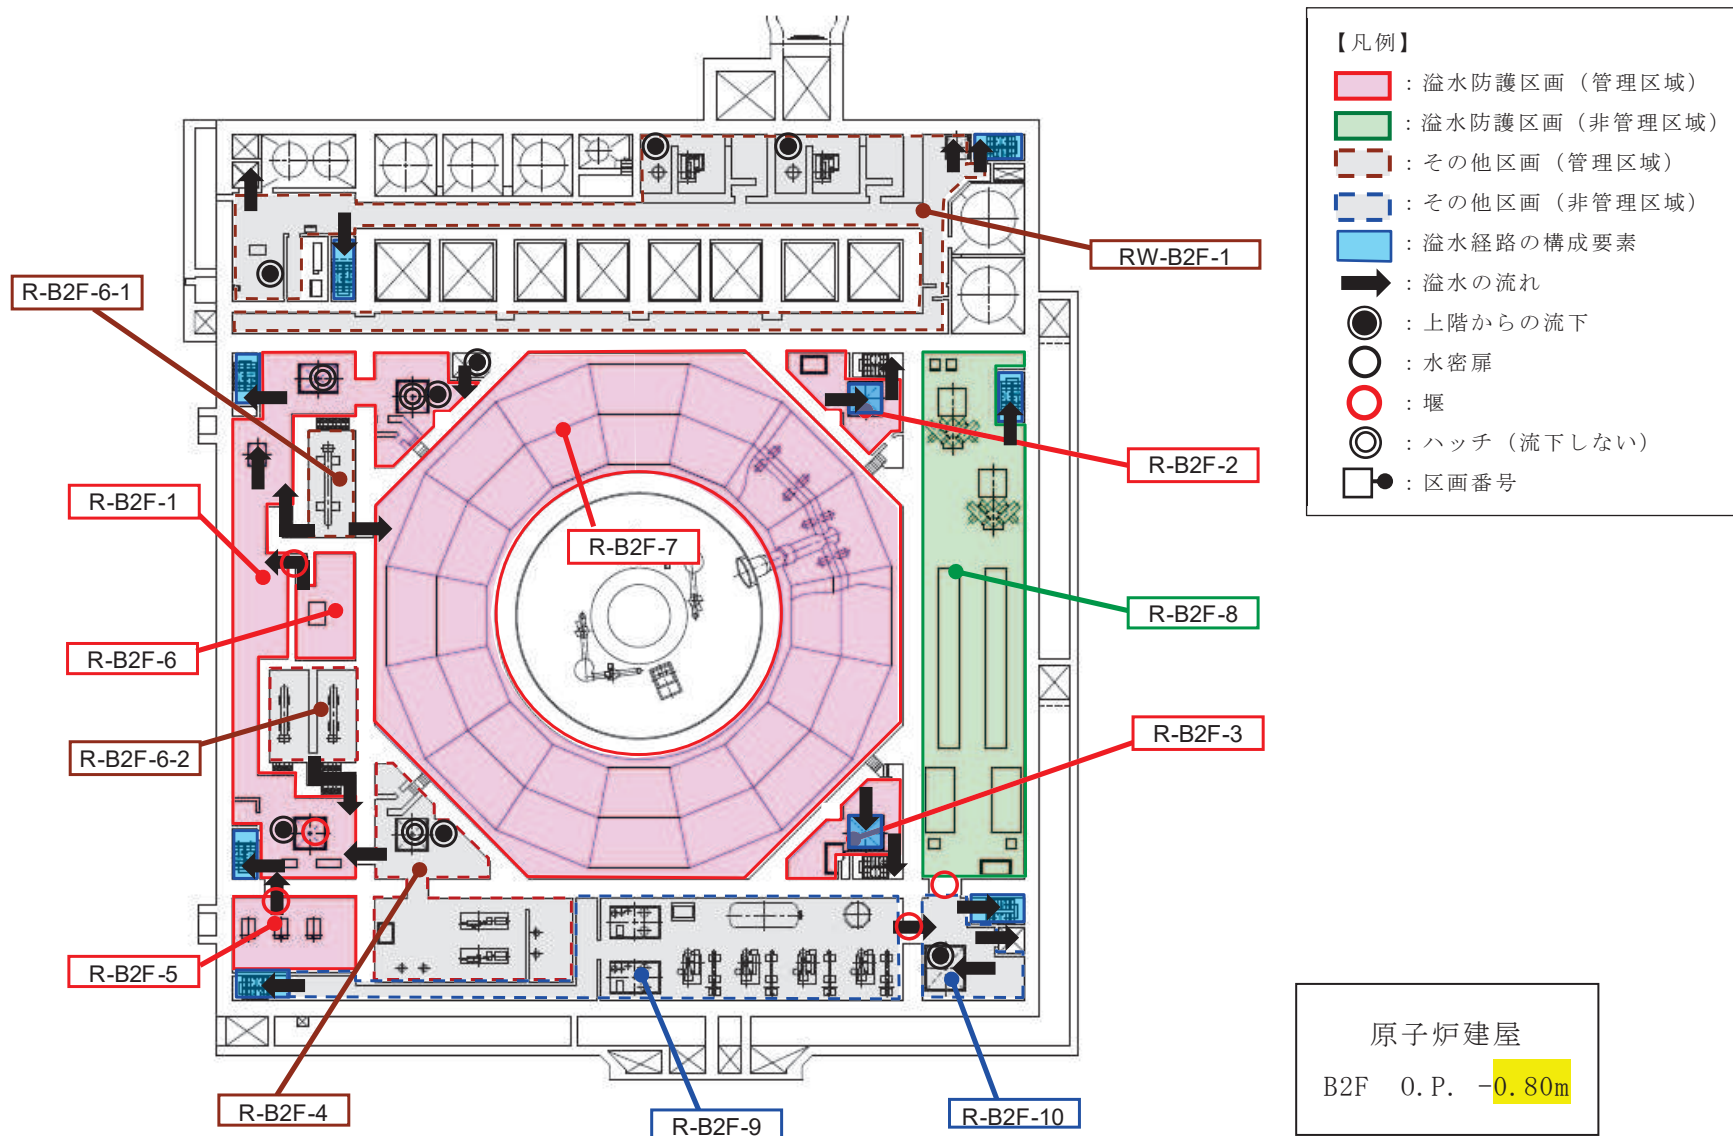 【凡例】
：溢水防護区画（管理区域）
：溢水防護区画（非管理区域）
：その他区画（管理区域）
：その他区画（非管理区域）
：溢水経路の構成要素
：溢水の流れ
：上階からの流下
：水密扉
：堰
：ハッチ（流下しない）
：区画番号
RW-B2F-1
R-B2F-6-1
R-B2F-2
R-B2F-1
R-B2F-7
R-B2F-8
R-B2F-6
R-B2F-3
R-B2F-6-2
R-B2F-5
R-B2F-4
R-B2F-9
R-B2F-10
原子炉建屋
B2F O.P. -0.80m